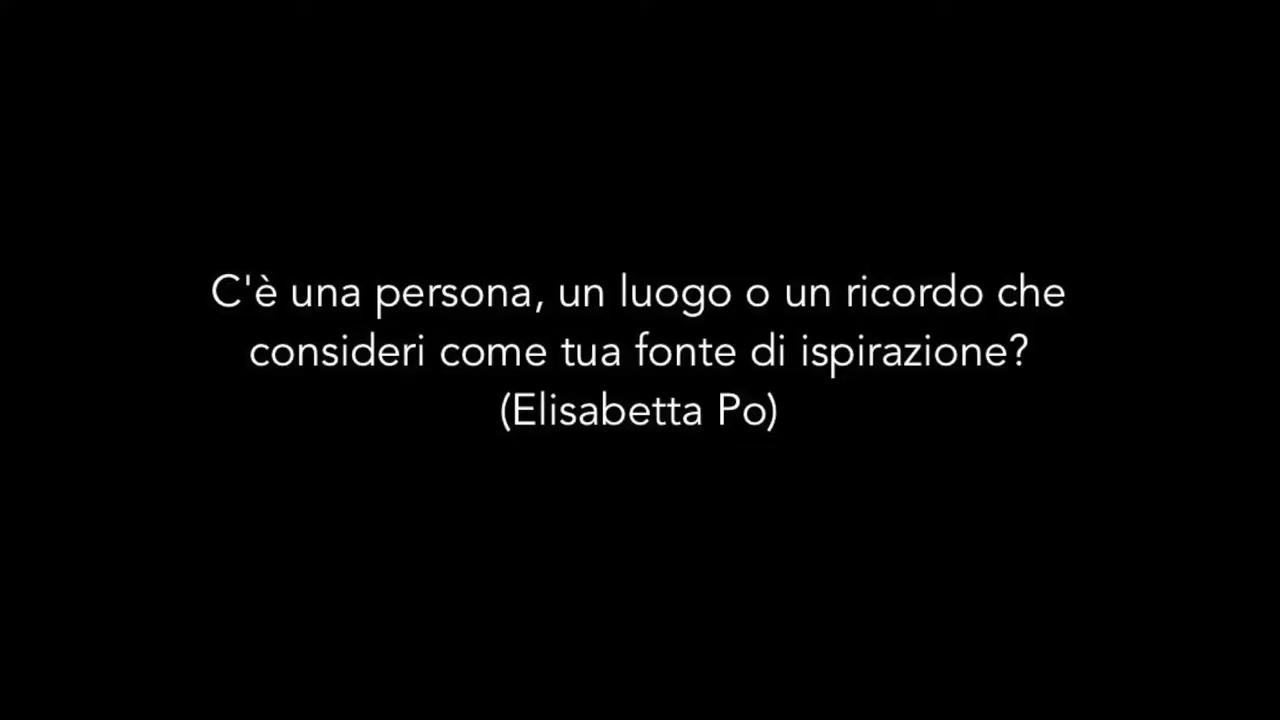 C'è una persona, un luogo o un ricordo che
consideri come tua fonte di ispirazione?
(Elisabetta Po)